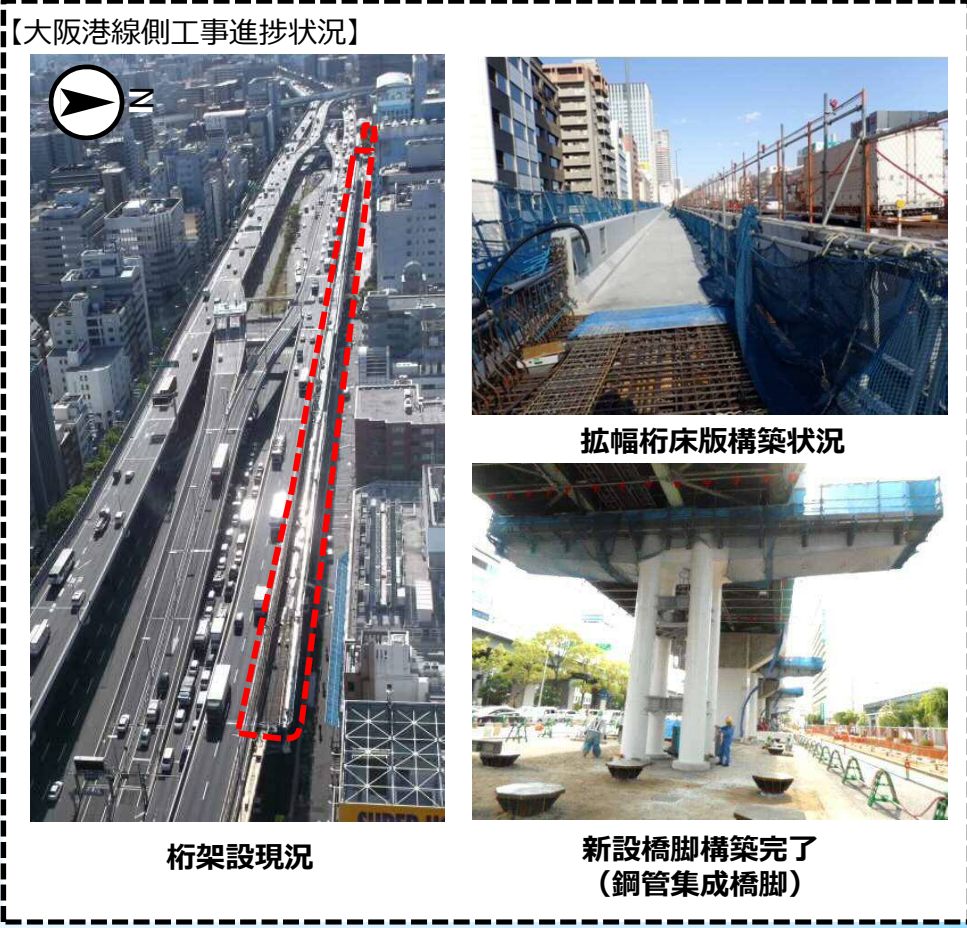 【大阪港線側工事進捗状況】
N
拡幅桁床版構築状況
桁架設現況
新設橋脚構築完了
（鋼管集成橋脚）